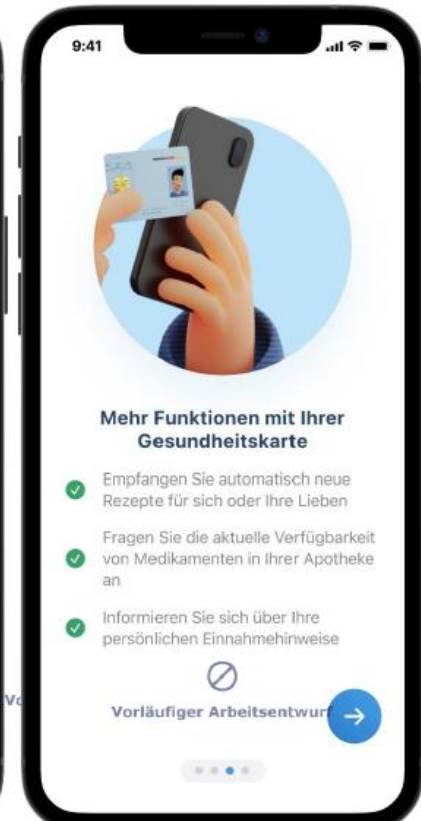 9:41
Mehr Funktionen mit Ihrer
Gesundheitskarte
Empfangen Sie automatisch neue
Rezepte für sich oder Ihre Lieben
Fragen Sie die aktuelle Verfügbarkeit
von Medikamenten in Ihrer Apotheke
an
Informieren Sie sich über Ihre
persönlichen Einnahmehinweise
Vo
Vorläufiger Arbeitsentwurf